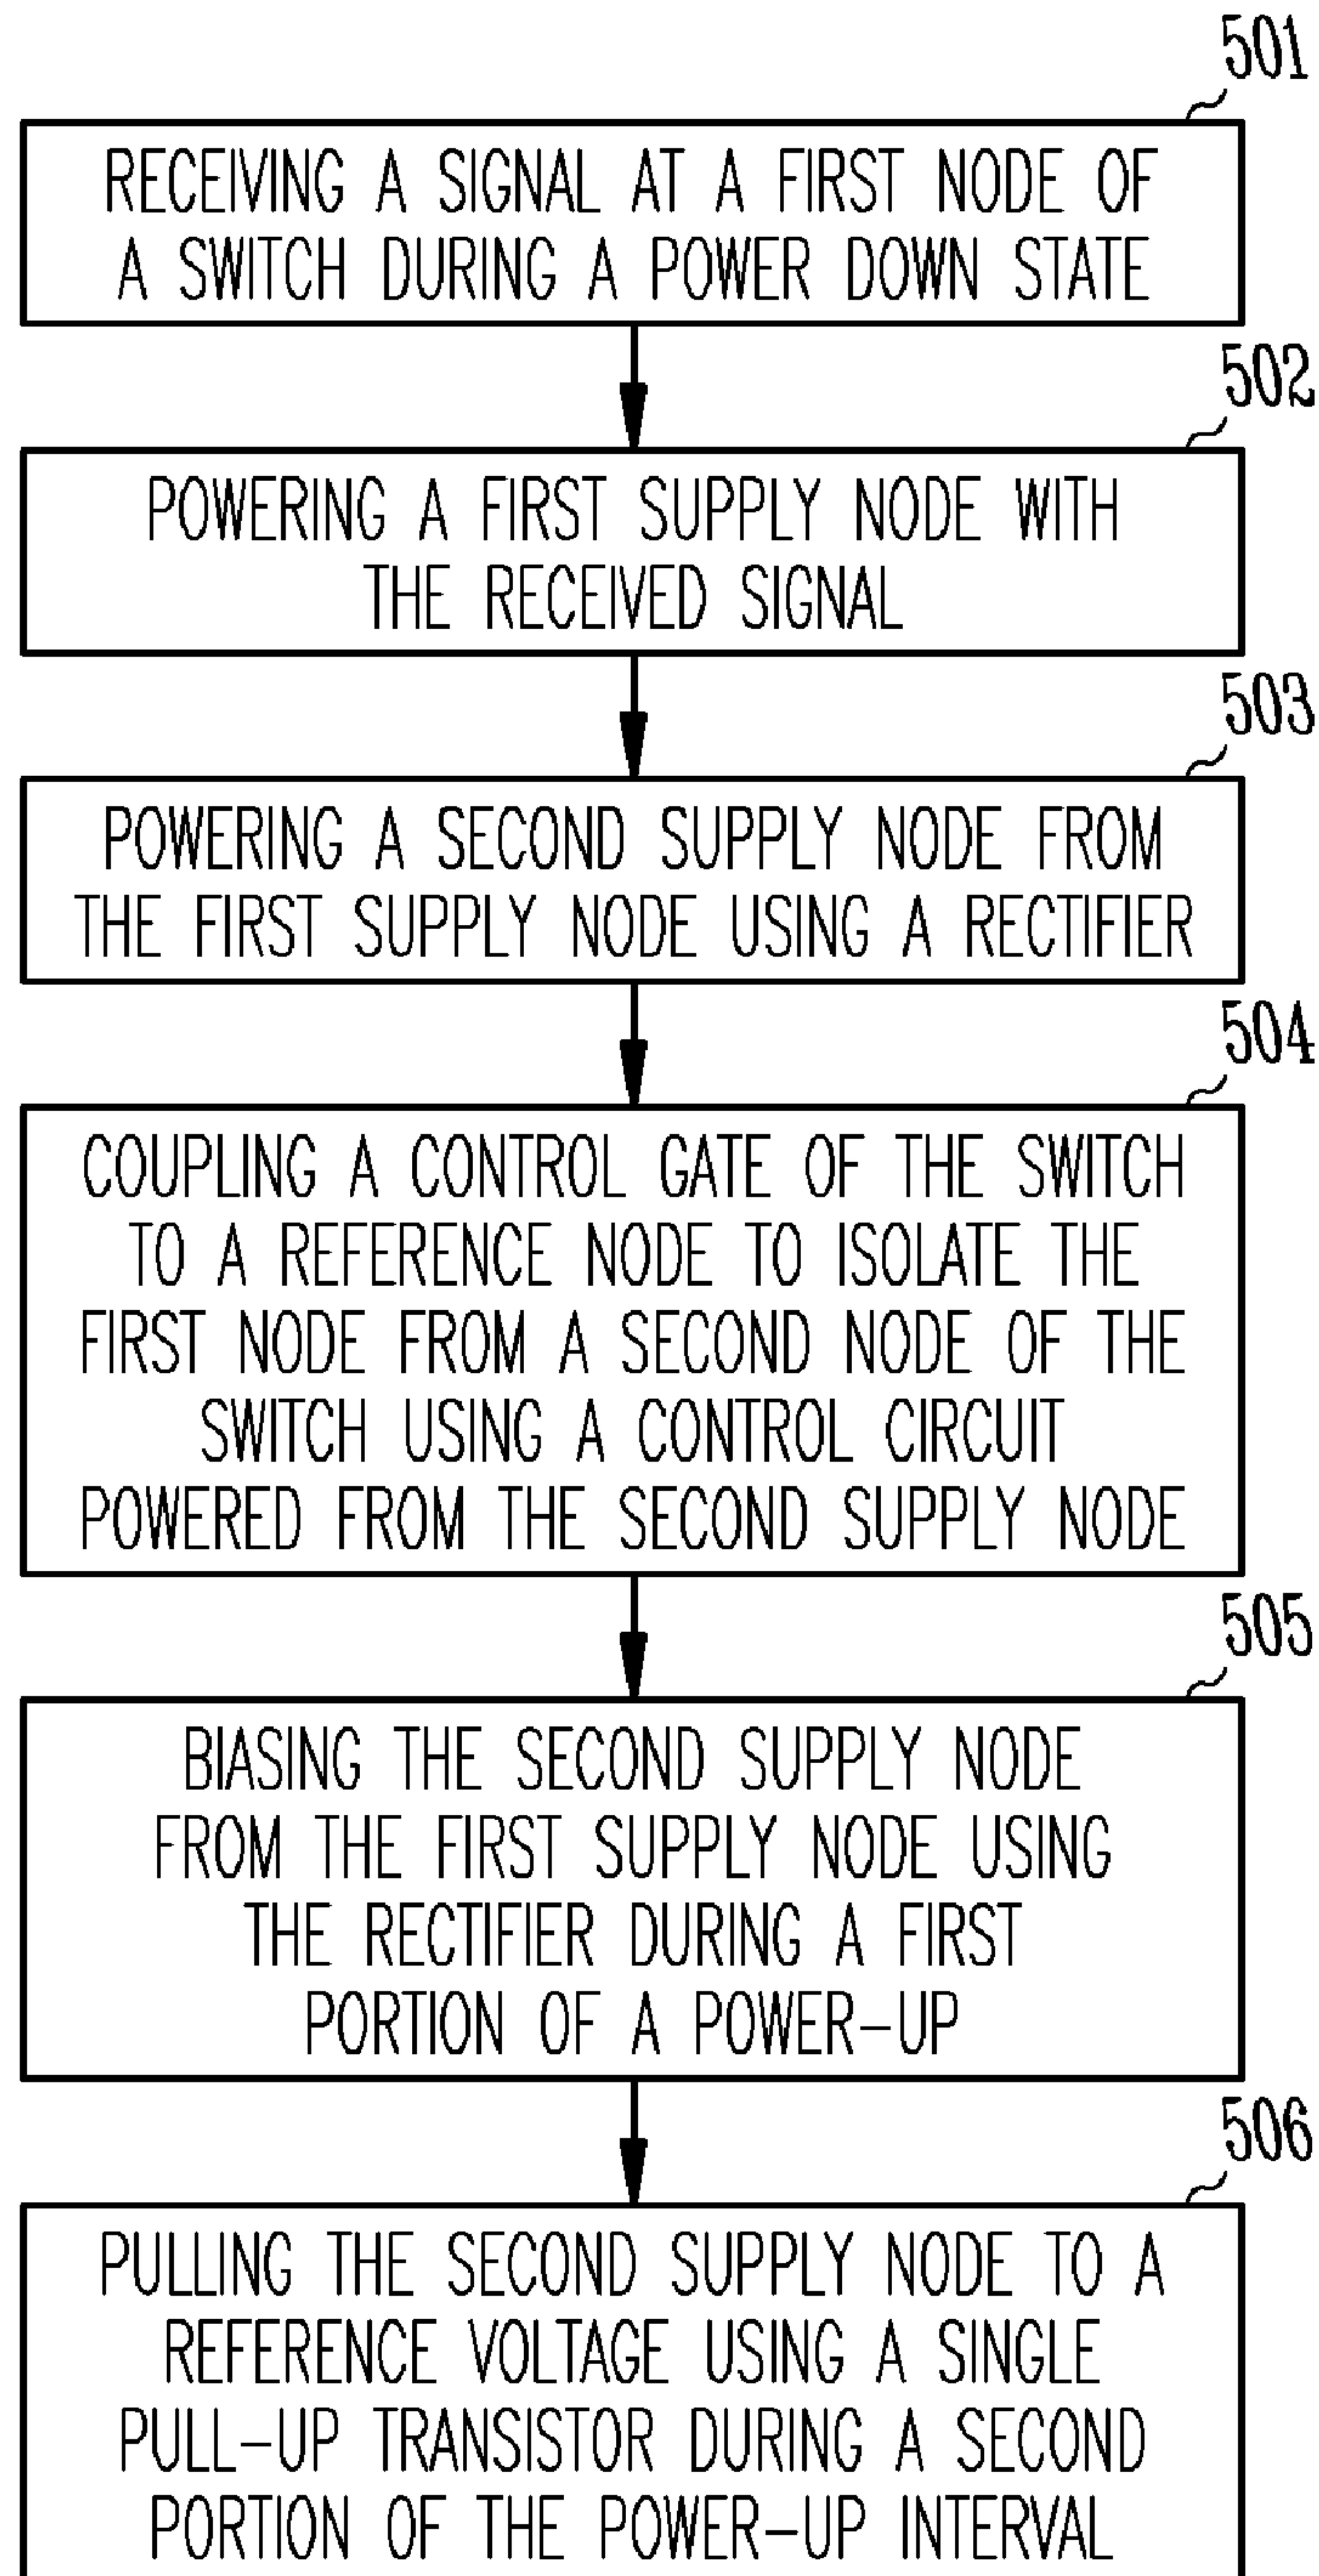 501
RECEIVING A SIGNAL AT A FIRST NODE OF
A SWITCH DURING A POWER DOWN STATE
502
POWERING A FIRST SUPPLY NODE WITH
THE RECEIVED SIGNAL
503
POWERING A SECOND SUPPLY NODE FROM
THE FIRST SUPPLY NODE USING A RECTIFIER
504
COUPLING A CONTROL GATE OF THE SWITCH
TO A REFERENCE NODE TO ISOLATE THE
FIRST NODE FROM A SECOND NODE OF THE
SWITCH USING A CONTROL CIRCUIT
POWERED FROM THE SECOND SUPPLY NODE
505
BIASING THE SECOND SUPPLY NODE
FROM THE FIRST SUPPLY NODE USING
THE RECTIFIER DURING A FIRST
PORTION OF A POWER-UP
506
PULLING THE SECOND SUPPLY NODE TO A
REFERENCE VOLTAGE USING A SINGLE
PULL-UP TRANSISTOR DURING A SECOND
PORTION OF THE POWER-UP INTERVAL